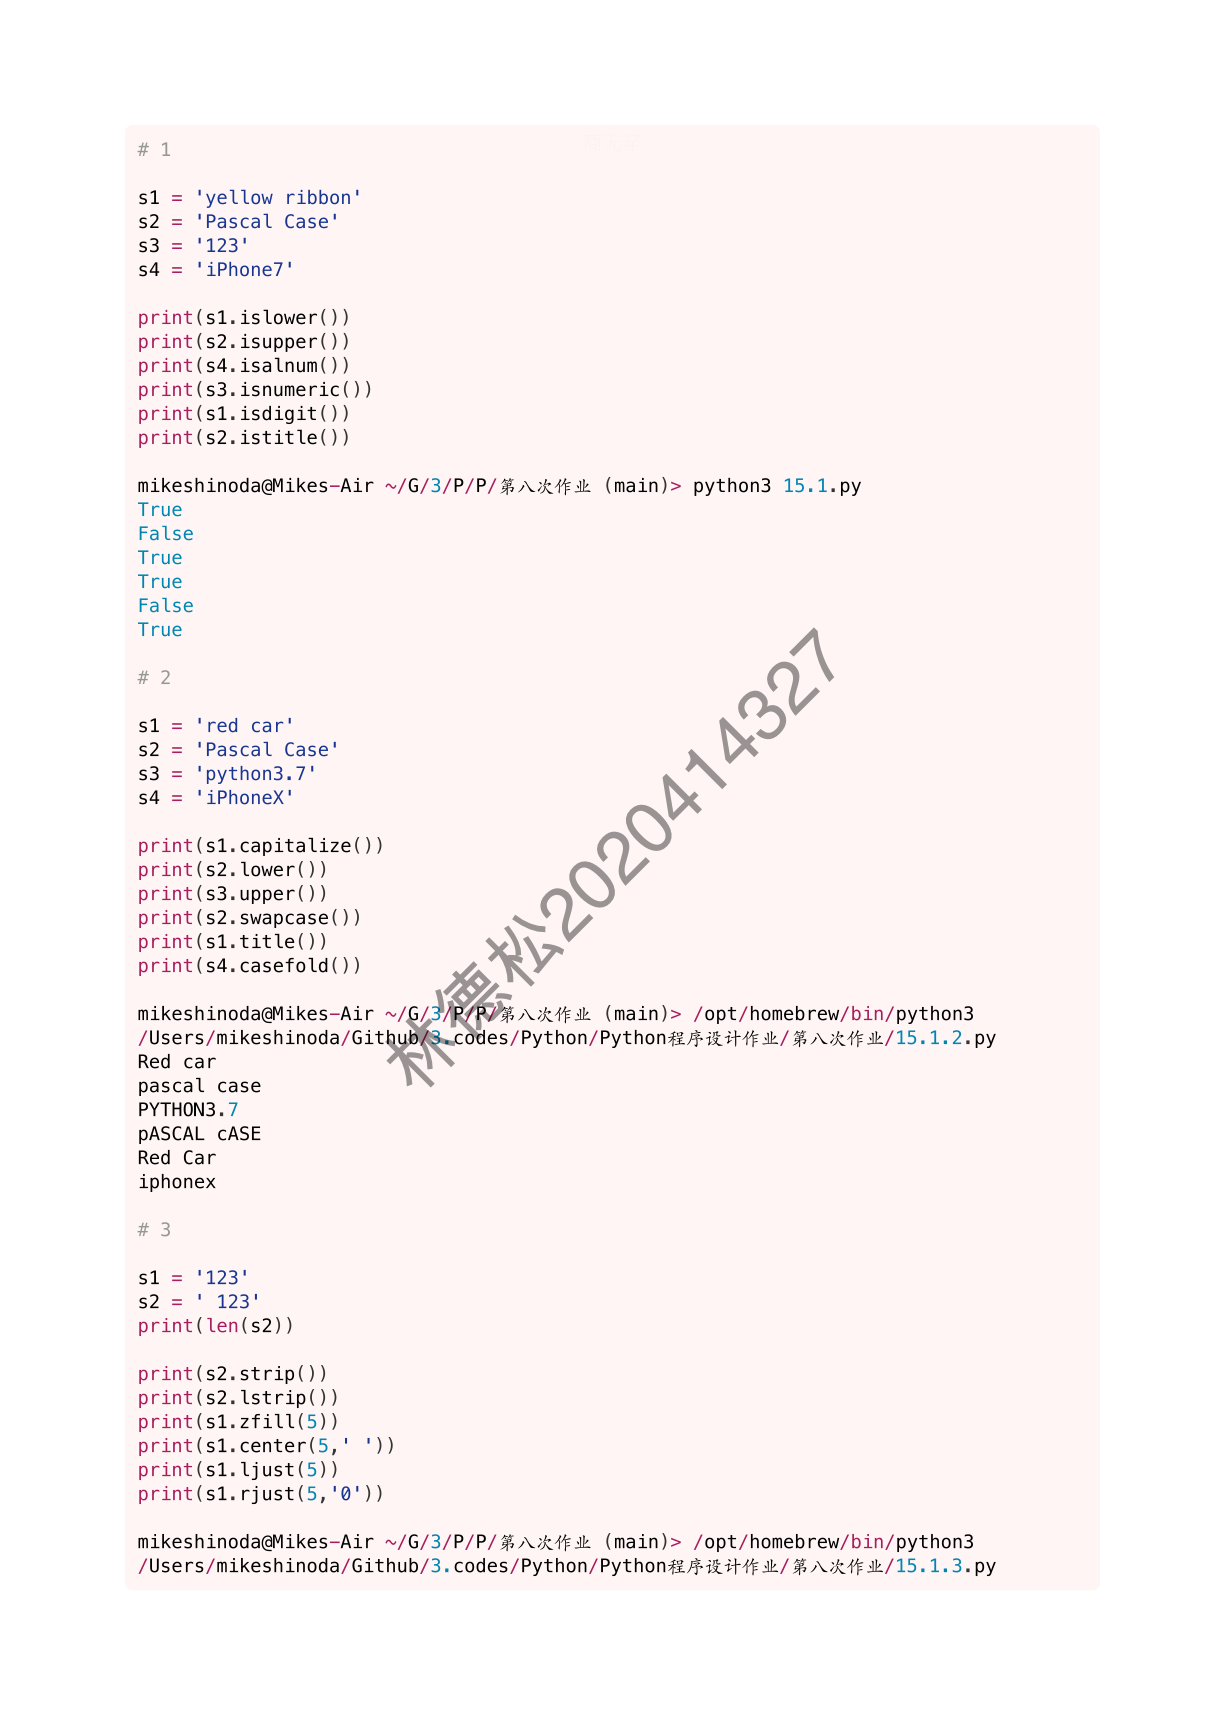 # 1

s1 = 'yellow ribbon'
s2 = 'Pascal Case'
s3 = '123'
s4 = 'iPhone7'

print(s1.islower())
print(s2.isupper())
print(s4.isalnum())
print(s3.isnumeric())
print(s1.isdigit())
print(s2.istitle())

mikeshinoda@Mikes-Air ~/G/3/P/P/第八次作业 (main)> python3 15.1.py
True
False
True
True
False
True

# 2

s1 = 'red car'
s2 = 'Pascal Case'
s3 = 'python3.7'
s4 = 'iPhoneX'

print(s1.capitalize())
print(s2.lower())
print(s3.upper())
print(s2.swapcase())
print(s1.title())
print(s4.casefold())

mikeshinoda@Mikes-Air ~/G/3/P/P/第八次作业 (main)> /opt/homebrew/bin/python3
/Users/mikeshinoda/Github/3.codes/Python/Python程序设计作业/第八次作业/15.1.2.py
Red car
pascal case
PYTHON3.7
pASCAL cASE
Red Car
iphonex

# 3

s1 = '123'
s2 = ' 123'
print(len(s2))

print(s2.strip())
print(s2.lstrip())
print(s1.zfill(5))
print(s1.center(5,' '))
print(s1.ljust(5))
print(s1.rjust(5,'0'))

mikeshinoda@Mikes-Air ~/G/3/P/P/第八次作业 (main)> /opt/homebrew/bin/python3
/Users/mikeshinoda/Github/3.codes/Python/Python程序设计作业/第八次作业/15.1.3.py
林德松2020414327